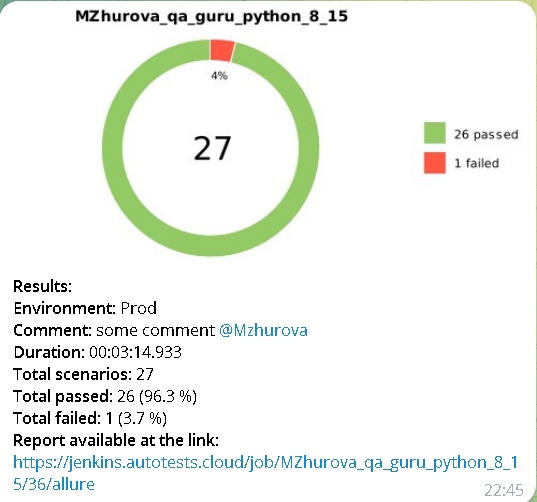 MZhurova_qa_guru_python_8_15
4%
27
26 passed
1 failed
Results:
Environment: Prod
Comment: some comment @Mzhurova
Duration: 00:03:14.933
Total scenarios: 27
Total passed: 26 (96.3 %)
Total failed: 1 (3.7 %)
Report available at the link:
https://jenkins.autotests.cloud/job/MZhurova_qa_guru_python_8_1
5/36/allure
22:45